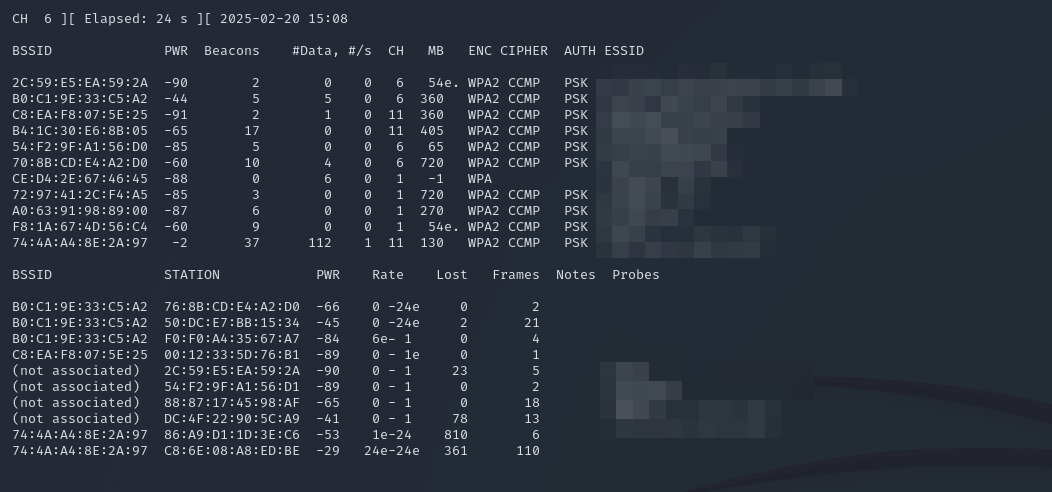 CH  6 ][ Elapsed: 24 s ][ 2025-02-20 15:08
BSSID              PWR  Beacons    #Data, #/s  CH   MB   ENC CIPHER  AUTH ESSID
2C:59:E5:EA:59:2A  -90        2        0    0   6   54e. WPA2 CCMP   PSK
B0:C1:9E:33:C5:A2  -44        5        5    0   6  360   WPA2 CCMP   PSK
C8:EA:F8:07:5E:25  -91        2        1    0  11  360   WPA2 CCMP   PSK
B4:1C:30:E6:8B:05  -65       17        0    0  11  405   WPA2 CCMP   PSK
54:F2:9F:A1:56:D0  -85        5        0    0   6   65   WPA2 CCMP   PSK
70:8B:CD:E4:A2:D0  -60       10        4    0   6  720   WPA2 CCMP   PSK
CE:D4:2E:67:46:45  -88        0        6    0   1   -1   WPA
72:97:41:2C:F4:A5  -85        3        0    0   1  720   WPA2 CCMP   PSK
A0:63:91:98:89:00  -87        6        0    0   1  270   WPA2 CCMP   PSK
F8:1A:67:4D:56:C4  -60        9        0    0   1   54e. WPA2 CCMP   PSK
74:4A:A4:8E:2A:97   -2       37      112    1  11  130   WPA2 CCMP   PSK
BSSID              STATION            PWR    Rate    Lost   Frames  Notes  Probes
B0:C1:9E:33:C5:A2  76:8B:CD:E4:A2:D0  -66    0 -24e     0        2
B0:C1:9E:33:C5:A2  50:DC:E7:BB:15:34  -45    0 -24e     2       21
B0:C1:9E:33:C5:A2  F0:F0:A4:35:67:A7  -84    6e- 1      0        4
C8:EA:F8:07:5E:25  00:12:33:5D:76:B1  -89    0 - 1e     0        1
(not associated)   2C:59:E5:EA:59:2A  -90    0 - 1     23        5
(not associated)   54:F2:9F:A1:56:D1  -89    0 - 1      0        2
(not associated)   88:87:17:45:98:AF  -65    0 - 1      0       18
(not associated)   DC:4F:22:90:5C:A9  -41    0 - 1     78       13
74:4A:A4:8E:2A:97  86:A9:D1:1D:3E:C6  -53    1e-24    810        6
74:4A:A4:8E:2A:97  C8:6E:08:A8:ED:BE  -29   24e-24e   361      110